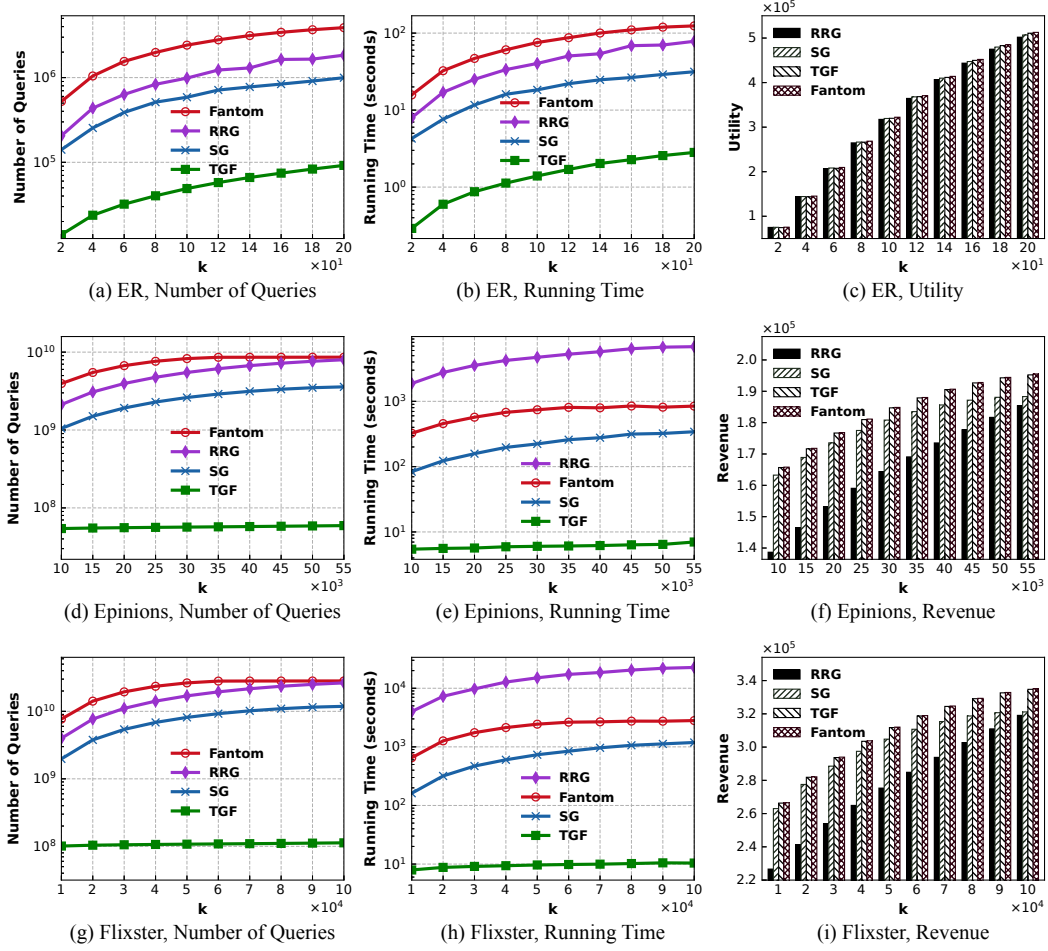 Number of Queries
10^6
10^5
Fantom
RRG
SG
TGF
2 4 6 8 10 12 14 16 18 20
k
×10^1
(a) ER, Number of Queries
Running Time (seconds)
10^2
10^1
10^0
Fantom
RRG
SG
TGF
2 4 6 8 10 12 14 16 18 20
k
×10^1
(b) ER, Running Time
×10^5
Utility
5
4
3
2
1
RRG
SG
TGF
Fantom
2 4 6 8 10 12 14 16 18 20
k
×10^1
(c) ER, Utility
Number of Queries
10^10
10^9
10^8
Fantom
RRG
SG
TGF
10 15 20 25 30 35 40 45 50 55
k
×10^3
(d) Epinions, Number of Queries
Running Time (seconds)
10^3
10^2
10^1
RRG
Fantom
SG
TGF
10 15 20 25 30 35 40 45 50 55
k
×10^3
(e) Epinions, Running Time
×10^5
Revenue
2.0
1.9
1.8
1.7
1.6
1.5
1.4
RRG
SG
TGF
Fantom
10 15 20 25 30 35 40 45 50 55
k
×10^3
(f) Epinions, Revenue
Number of Queries
10^10
10^9
10^8
Fantom
RRG
SG
TGF
1 2 3 4 5 6 7 8 9 10
k
×10^4
(g) Flixster, Number of Queries
Running Time (seconds)
10^4
10^3
10^2
10^1
RRG
Fantom
SG
TGF
1 2 3 4 5 6 7 8 9 10
k
×10^4
(h) Flixster, Running Time
×10^5
Revenue
3.4
3.2
3.0
2.8
2.6
2.4
2.2
RRG
SG
TGF
Fantom
1 2 3 4 5 6 7 8 9 10
k
×10^4
(i) Flixster, Revenue